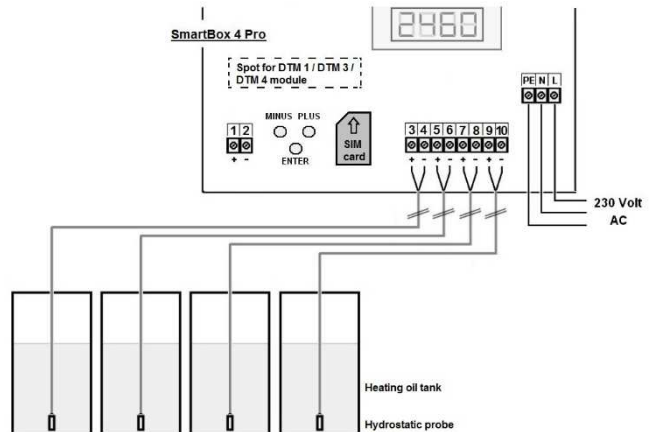 2460
SmartBox 4 Pro
Spot for DTM 1 / DTM 3 /
DTM 4 module
PE N L
MINUS PLUS
ENTER
SIM
card
1 2
+ -
3 4 5 6 7 8 9 10
+ - + - + - + -
230 Volt
AC
Heating oil tank
Hydrostatic probe